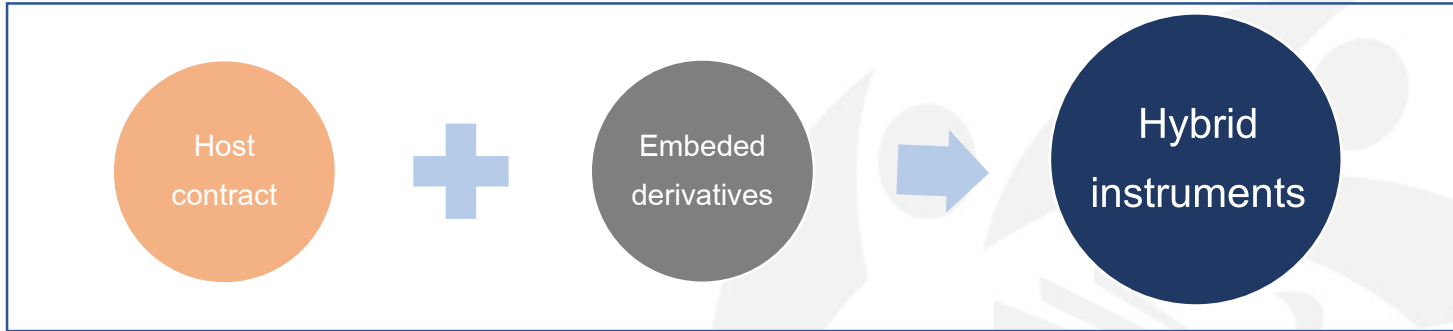 Host
contract
Embeded
derivatives
Hybrid
instruments